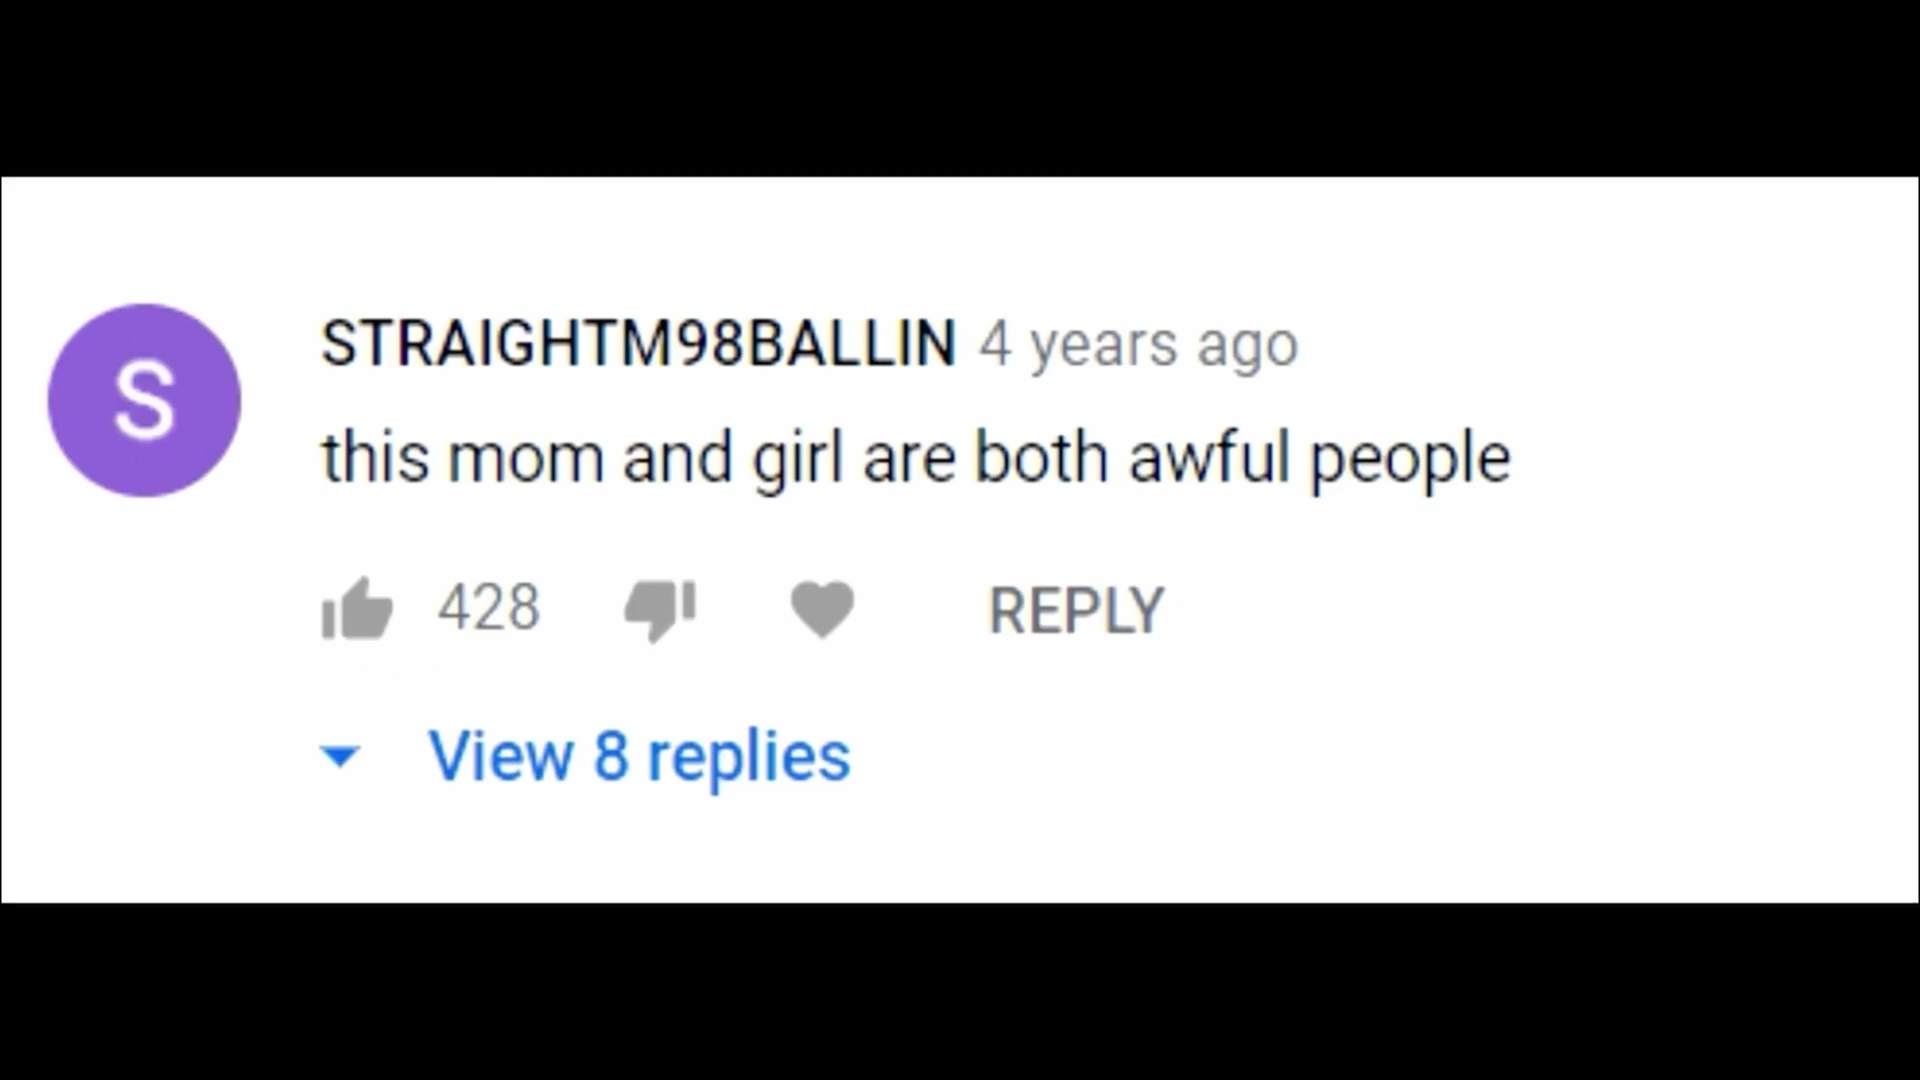 S
STRAIGHTM98BALLIN 4 years ago
this mom and girl are both awful people
428 REPLY
View 8 replies